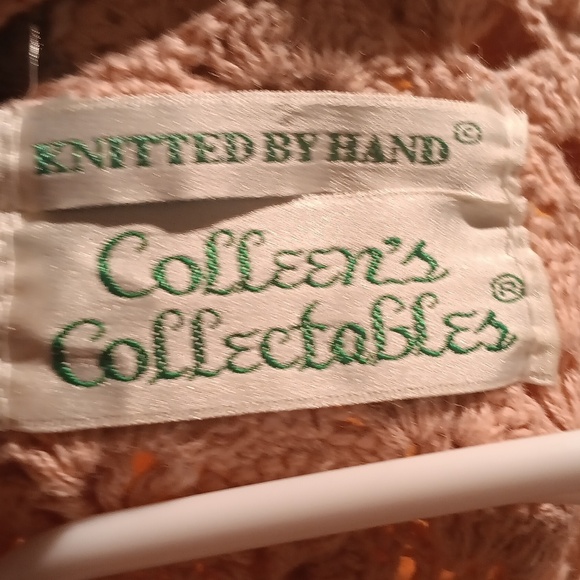 KNITTED BY HAND ©
Colleen's
Collectables ®